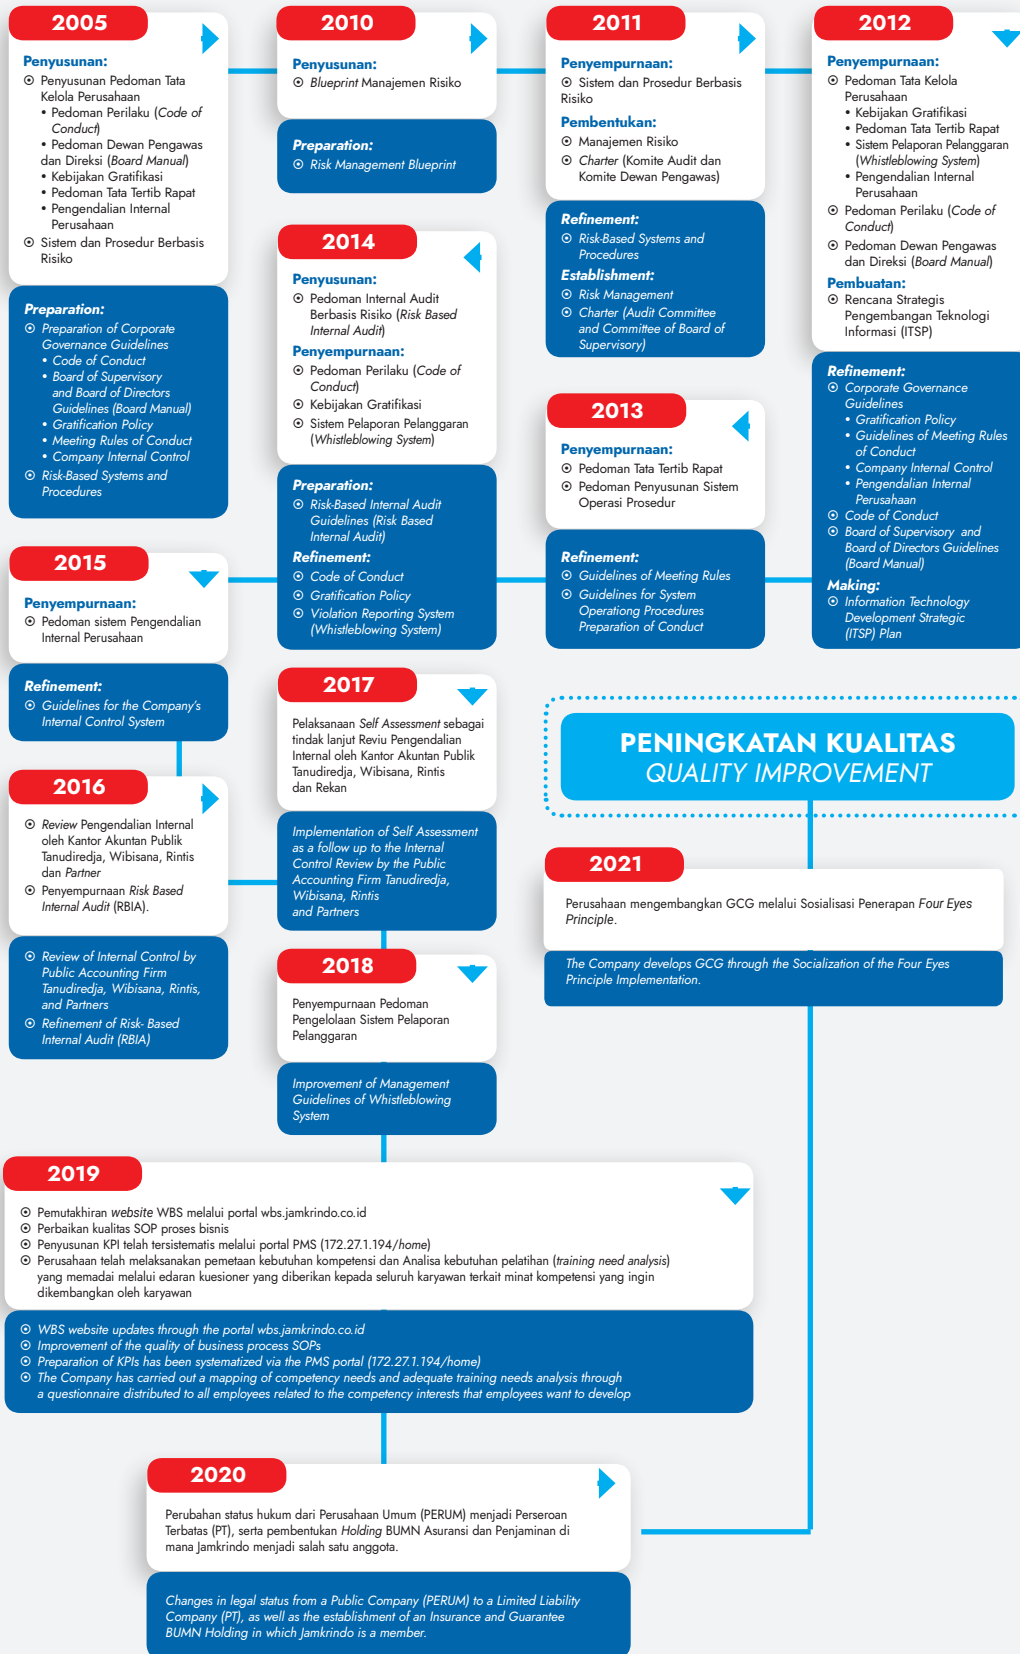 2005
Penyusunan:
Penyusunan Pedoman Tata
Kelola Perusahaan
• Pedoman Perilaku (Code of
Conduct)
• Pedoman Dewan Pengawas
dan Direksi (Board Manual)
• Kebijakan Gratifikasi
• Pedoman Tata Tertib Rapat
• Pengendalian Internal
Perusahaan
Sistem dan Prosedur Berbasis
Risiko
Preparation:
Preparation of Corporate
Governance Guidelines
• Code of Conduct
• Board of Supervisory
and Board of Directors
Guidelines (Board Manual)
• Gratification Policy
• Meeting Rules of Conduct
• Company Internal Control
Risk-Based Systems and
Procedures
2010
Penyusunan:
Blueprint Manajemen Risiko
Preparation:
Risk Management Blueprint
2011
Penyempurnaan:
Sistem dan Prosedur Berbasis
Risiko
Pembentukan:
Manajemen Risiko
Charter (Komite Audit dan
Komite Dewan Pengawas)
Refinement:
Risk-Based Systems and
Procedures
Establishment:
Risk Management
Charter (Audit Committee
and Committee of Board of
Supervisory)
2012
Penyempurnaan:
Pedoman Tata Kelola
Perusahaan
• Kebijakan Gratifikasi
• Pedoman Tata Tertib Rapat
• Sistem Pelaporan Pelanggaran
(Whistleblowing System)
• Pengendalian Internal
Perusahaan
Pedoman Perilaku (Code of
Conduct)
Pedoman Dewan Pengawas
dan Direksi (Board Manual)
Pembuatan:
Rencana Strategis
Pengembangan Teknologi
Informasi (ITSP)
Refinement:
Corporate Governance
Guidelines
• Gratification Policy
• Guidelines of Meeting Rules
of Conduct
• Company Internal Control
• Pengendalian Internal
Perusahaan
Code of Conduct
Board of Supervisory and
Board of Directors Guidelines
(Board Manual)
Making:
Information Technology
Development Strategic
(ITSP) Plan
2013
Penyempurnaan:
Pedoman Tata Tertib Rapat
Pedoman Penyusunan Sistem
Operasi Prosedur
Refinement:
Guidelines of Meeting Rules
Guidelines for System
Operationg Procedures
Preparation of Conduct
2014
Penyusunan:
Pedoman Internal Audit
Berbasis Risiko (Risk Based
Internal Audit)
Penyempurnaan:
Pedoman Perilaku (Code of
Conduct)
Kebijakan Gratifikasi
Sistem Pelaporan Pelanggaran
(Whistleblowing System)
Preparation:
Risk-Based Internal Audit
Guidelines (Risk Based
Internal Audit)
Refinement:
Code of Conduct
Gratification Policy
Violation Reporting System
(Whistleblowing System)
2015
Penyempurnaan:
Pedoman sistem Pengendalian
Internal Perusahaan
Refinement:
Guidelines for the Company's
Internal Control System
2016
Review Pengendalian Internal
oleh Kantor Akuntan Publik
Tanudiredja, Wibisana, Rintis
dan Partner
Penyempurnaan Risk Based
Internal Audit (RBIA).
Review of Internal Control by
Public Accounting Firm
Tanudiredja, Wibisana, Rintis,
and Partners
Refinement of Risk- Based
Internal Audit (RBIA)
2017
Pelaksanaan Self Assessment sebagai
tindak lanjut Reviu Pengendalian
Internal oleh Kantor Akuntan Publik
Tanudiredja, Wibisana, Rintis
dan Rekan
Implementation of Self Assessment
as a follow up to the Internal
Control Review by the Public
Accounting Firm Tanudiredja,
Wibisana, Rintis
and Partners
2018
Penyempurnaan Pedoman
Pengelolaan Sistem Pelaporan
Pelanggaran
Improvement of Management
Guidelines of Whistleblowing
System
2019
Pemutakhiran website WBS melalui portal wbs.jamkrindo.co.id
Perbaikan kualitas SOP proses bisnis
Penyusunan KPI telah tersistematis melalui portal PMS (172.27.1.194/home)
Perusahaan telah melaksanakan pemetaan kebutuhan kompetensi dan Analisa kebutuhan pelatihan (training need analysis)
yang memadai melalui edaran kuesioner yang diberikan kepada seluruh karyawan terkait minat kompetensi yang ingin
dikembangkan oleh karyawan
WBS website updates through the portal wbs.jamkrindo.co.id
Improvement of the quality of business process SOPs
Preparation of KPIs has been systematized via the PMS portal (172.27.1.194/home)
The Company has carried out a mapping of competency needs and adequate training needs analysis through
a questionnaire distributed to all employees related to the competency interests that employees want to develop
2020
Perubahan status hukum dari Perusahaan Umum (PERUM) menjadi Perseroan
Terbatas (PT), serta pembentukan Holding BUMN Asuransi dan Penjaminan di
mana Jamkrindo menjadi salah satu anggota.
Changes in legal status from a Public Company (PERUM) to a Limited Liability
Company (PT), as well as the establishment of an Insurance and Guarantee
BUMN Holding in which Jamkrindo is a member.
PENINGKATAN KUALITAS
QUALITY IMPROVEMENT
2021
Perusahaan mengembangkan GCG melalui Sosialisasi Penerapan Four Eyes
Principle.
The Company develops GCG through the Socialization of the Four Eyes
Principle Implementation.